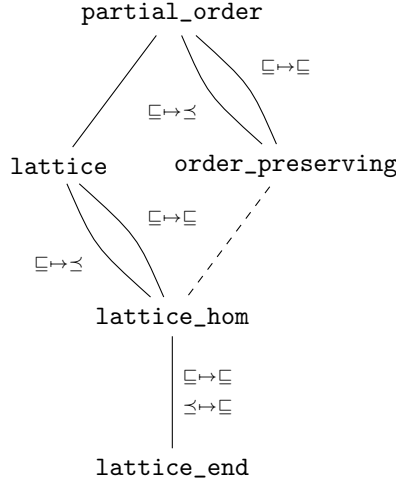 partial_order
⊑↦⊑
⊑↦⪯
lattice order_preserving
⊑↦⊑
⊑↦⪯
lattice_hom
⊑↦⊑
⪯↦⊑
lattice_end